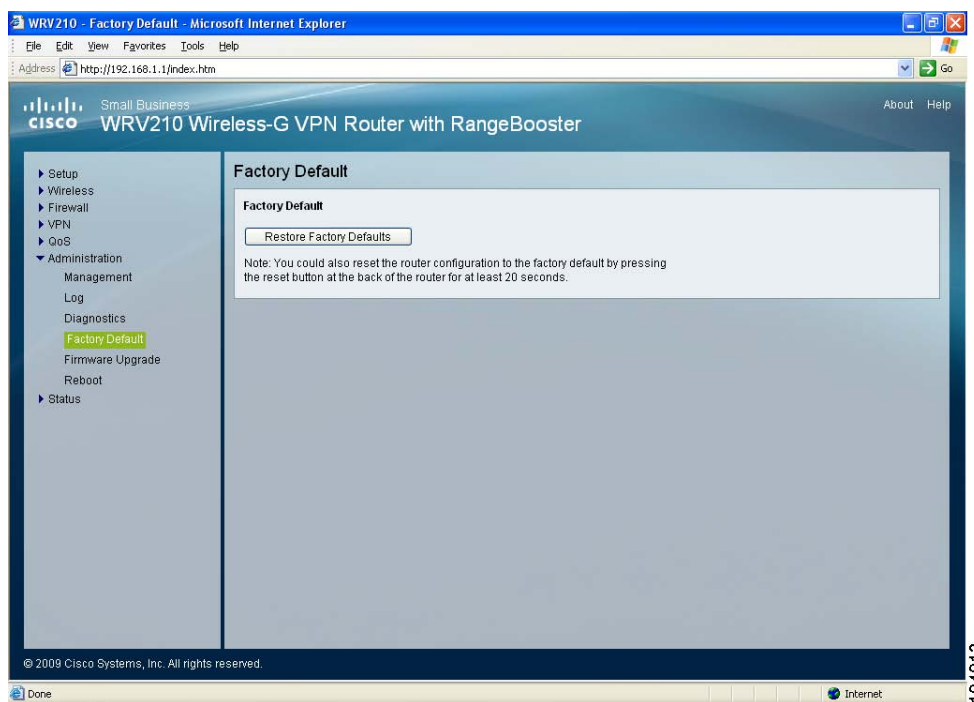 WRV210 - Factory Default - Microsoft Internet Explorer
File Edit View Favorites Tools Help
Address http://192.168.1.1/index.htm Go
Small Business
CISCO WRV210 Wireless-G VPN Router with RangeBooster
About Help
Setup
Wireless
Firewall
VPN
QoS
Administration
Management
Log
Diagnostics
Factory Default
Firmware Upgrade
Reboot
Status
Factory Default
Factory Default
Restore Factory Defaults
Note: You could also reset the router configuration to the factory default by pressing
the reset button at the back of the router for at least 20 seconds.
© 2009 Cisco Systems, Inc. All rights reserved.
Done Internet